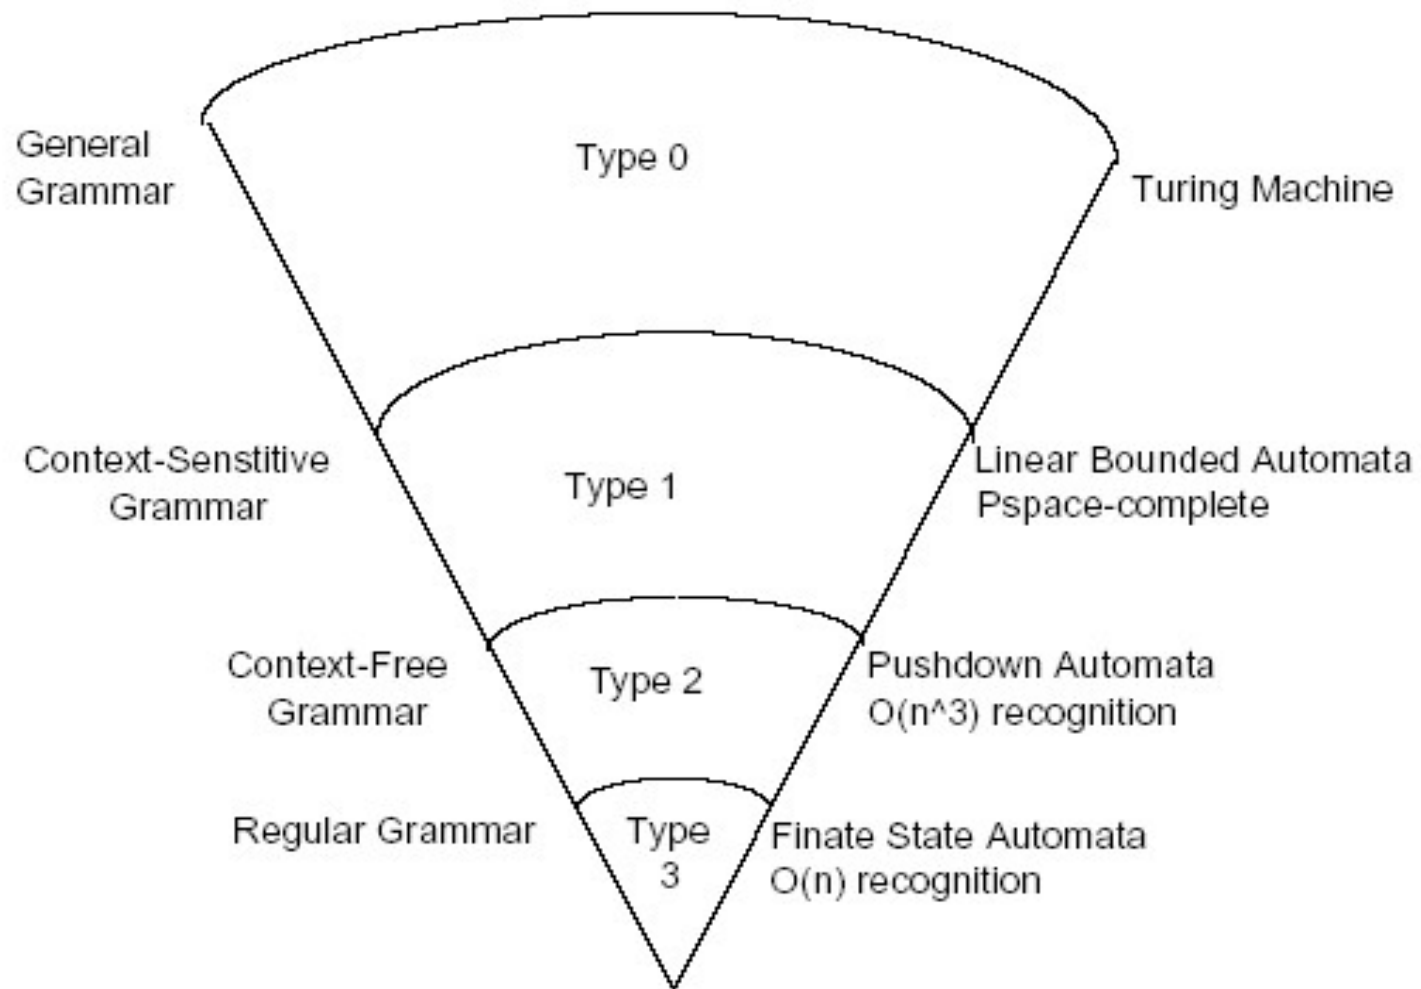 General
Grammar
Type 0
Turing Machine
Context-Senstitive
Grammar
Type 1
Linear Bounded Automata
Pspace-complete
Context-Free
Grammar
Type 2
Pushdown Automata
O(n^3) recognition
Regular Grammar
Type
3
Finate State Automata
O(n) recognition